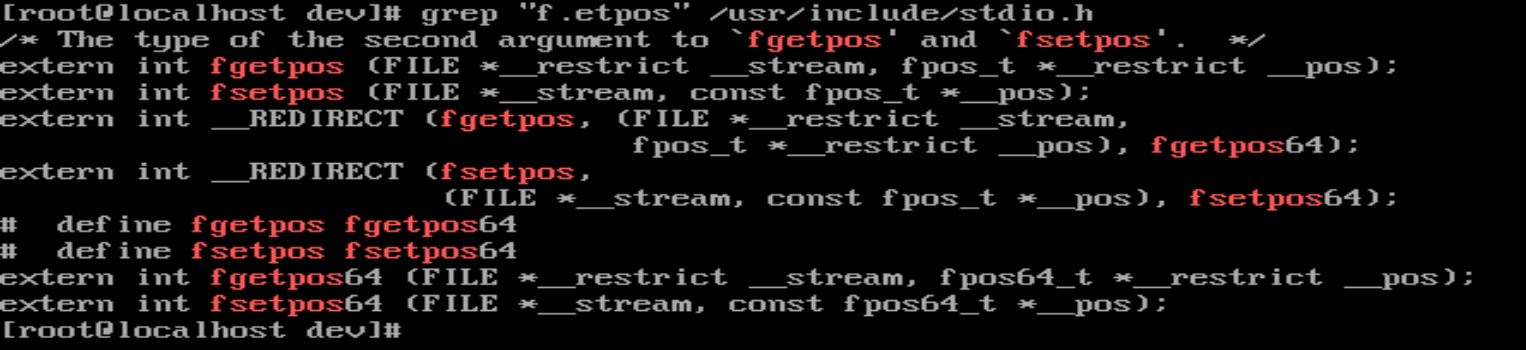 [root@localhost dev]# grep "f.etpos" /usr/include/stdio.h
/* The type of the second argument to `fgetpos' and `fsetpos'.  */
extern int fgetpos (FILE *__restrict __stream, fpos_t *__restrict __pos);
extern int fsetpos (FILE *__stream, const fpos_t *__pos);
extern int __REDIRECT (fgetpos, (FILE *__restrict __stream,
                                 fpos_t *__restrict __pos), fgetpos64);
extern int __REDIRECT (fsetpos,
                       (FILE *__stream, const fpos_t *__pos), fsetpos64);
#  define fgetpos fgetpos64
#  define fsetpos fsetpos64
extern int fgetpos64 (FILE *__restrict __stream, fpos64_t *__restrict __pos);
extern int fsetpos64 (FILE *__stream, const fpos64_t *__pos);
[root@localhost dev]#